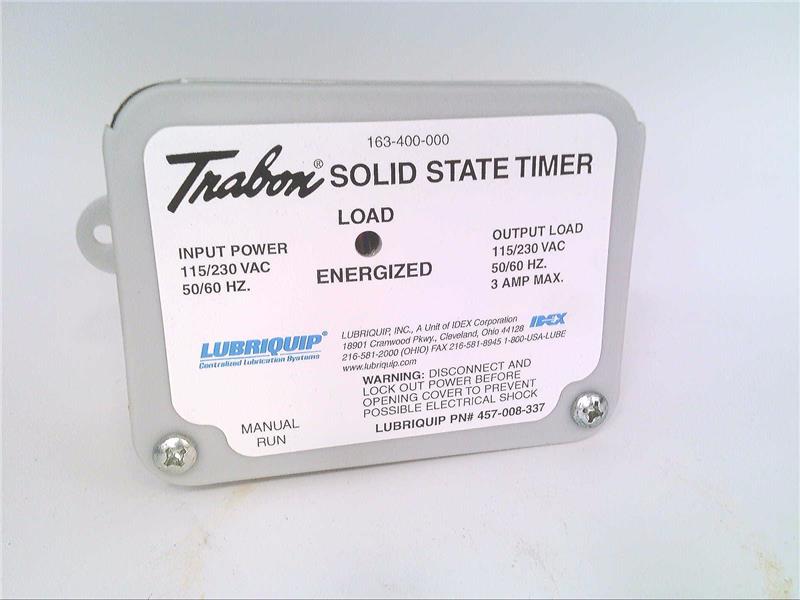 163-400-000
Trabon® SOLID STATE TIMER
LOAD
ENERGIZED
INPUT POWER
115/230 VAC
50/60 HZ.
OUTPUT LOAD
115/230 VAC
50/60 HZ.
3 AMP MAX.
LUBRIQUIP®
Centralized Lubrication Systems
LUBRIQUIP, INC., A Unit of IDEX Corporation
18901 Cranwood Pkwy., Cleveland, Ohio 44128
216-581-2000 (OHIO) FAX 216-581-8945 1-800-USA-LUBE
www.lubriquip.com
IDEX
WARNING: DISCONNECT AND
LOCK OUT POWER BEFORE
OPENING COVER TO PREVENT
POSSIBLE ELECTRICAL SHOCK
LUBRIQUIP PN# 457-008-337
MANUAL
RUN